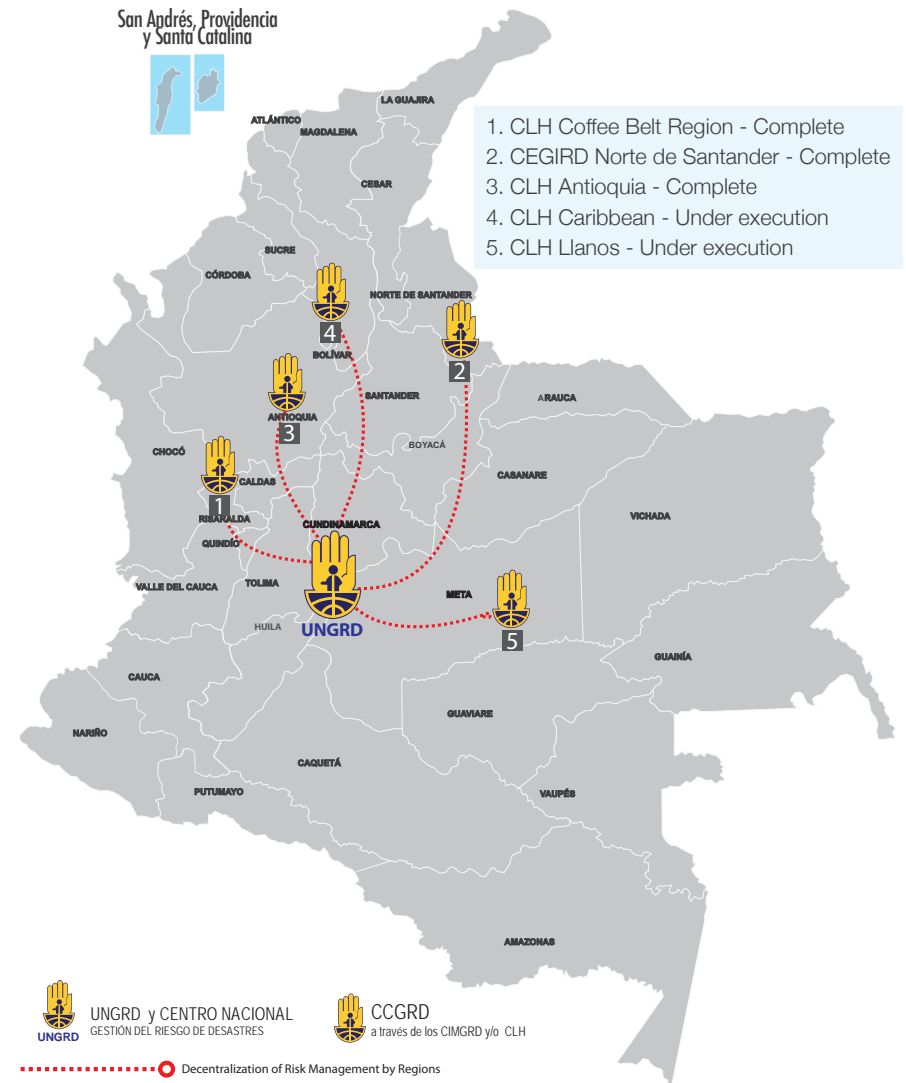 San Andrés, Providencia
y Santa Catalina
LA GUAJIRA
ATLÁNTICO
MAGDALENA
1. CLH Coffee Belt Region - Complete
2. CEGIRD Norte de Santander - Complete
3. CLH Antioquia - Complete
4. CLH Caribbean - Under execution
5. CLH Llanos - Under execution
CESAR
SUCRE
CÓRDOBA
NORTE DE SANTANDER
4
BOLÍVAR
2
SANTANDER
ARAUCA
ANTIOQUIA
3
BOYACÁ
CHOCÓ
CASANARE
CALDAS
1
RISARALDA
VICHADA
CUNDINAMARCA
QUINDÍO
VALLE DEL CAUCA
TOLIMA
META
HUILA
UNGRD
5
GUAINÍA
CAUCA
GUAVIARE
NARIÑO
CAQUETÁ
PUTUMAYO
VAUPÉS
AMAZONAS
UNGRD
UNGRD y CENTRO NACIONAL
GESTIÓN DEL RIESGO DE DESASTRES
CCGRD
a través de los CIMGRD y/o CLH
Decentralization of Risk Management by Regions